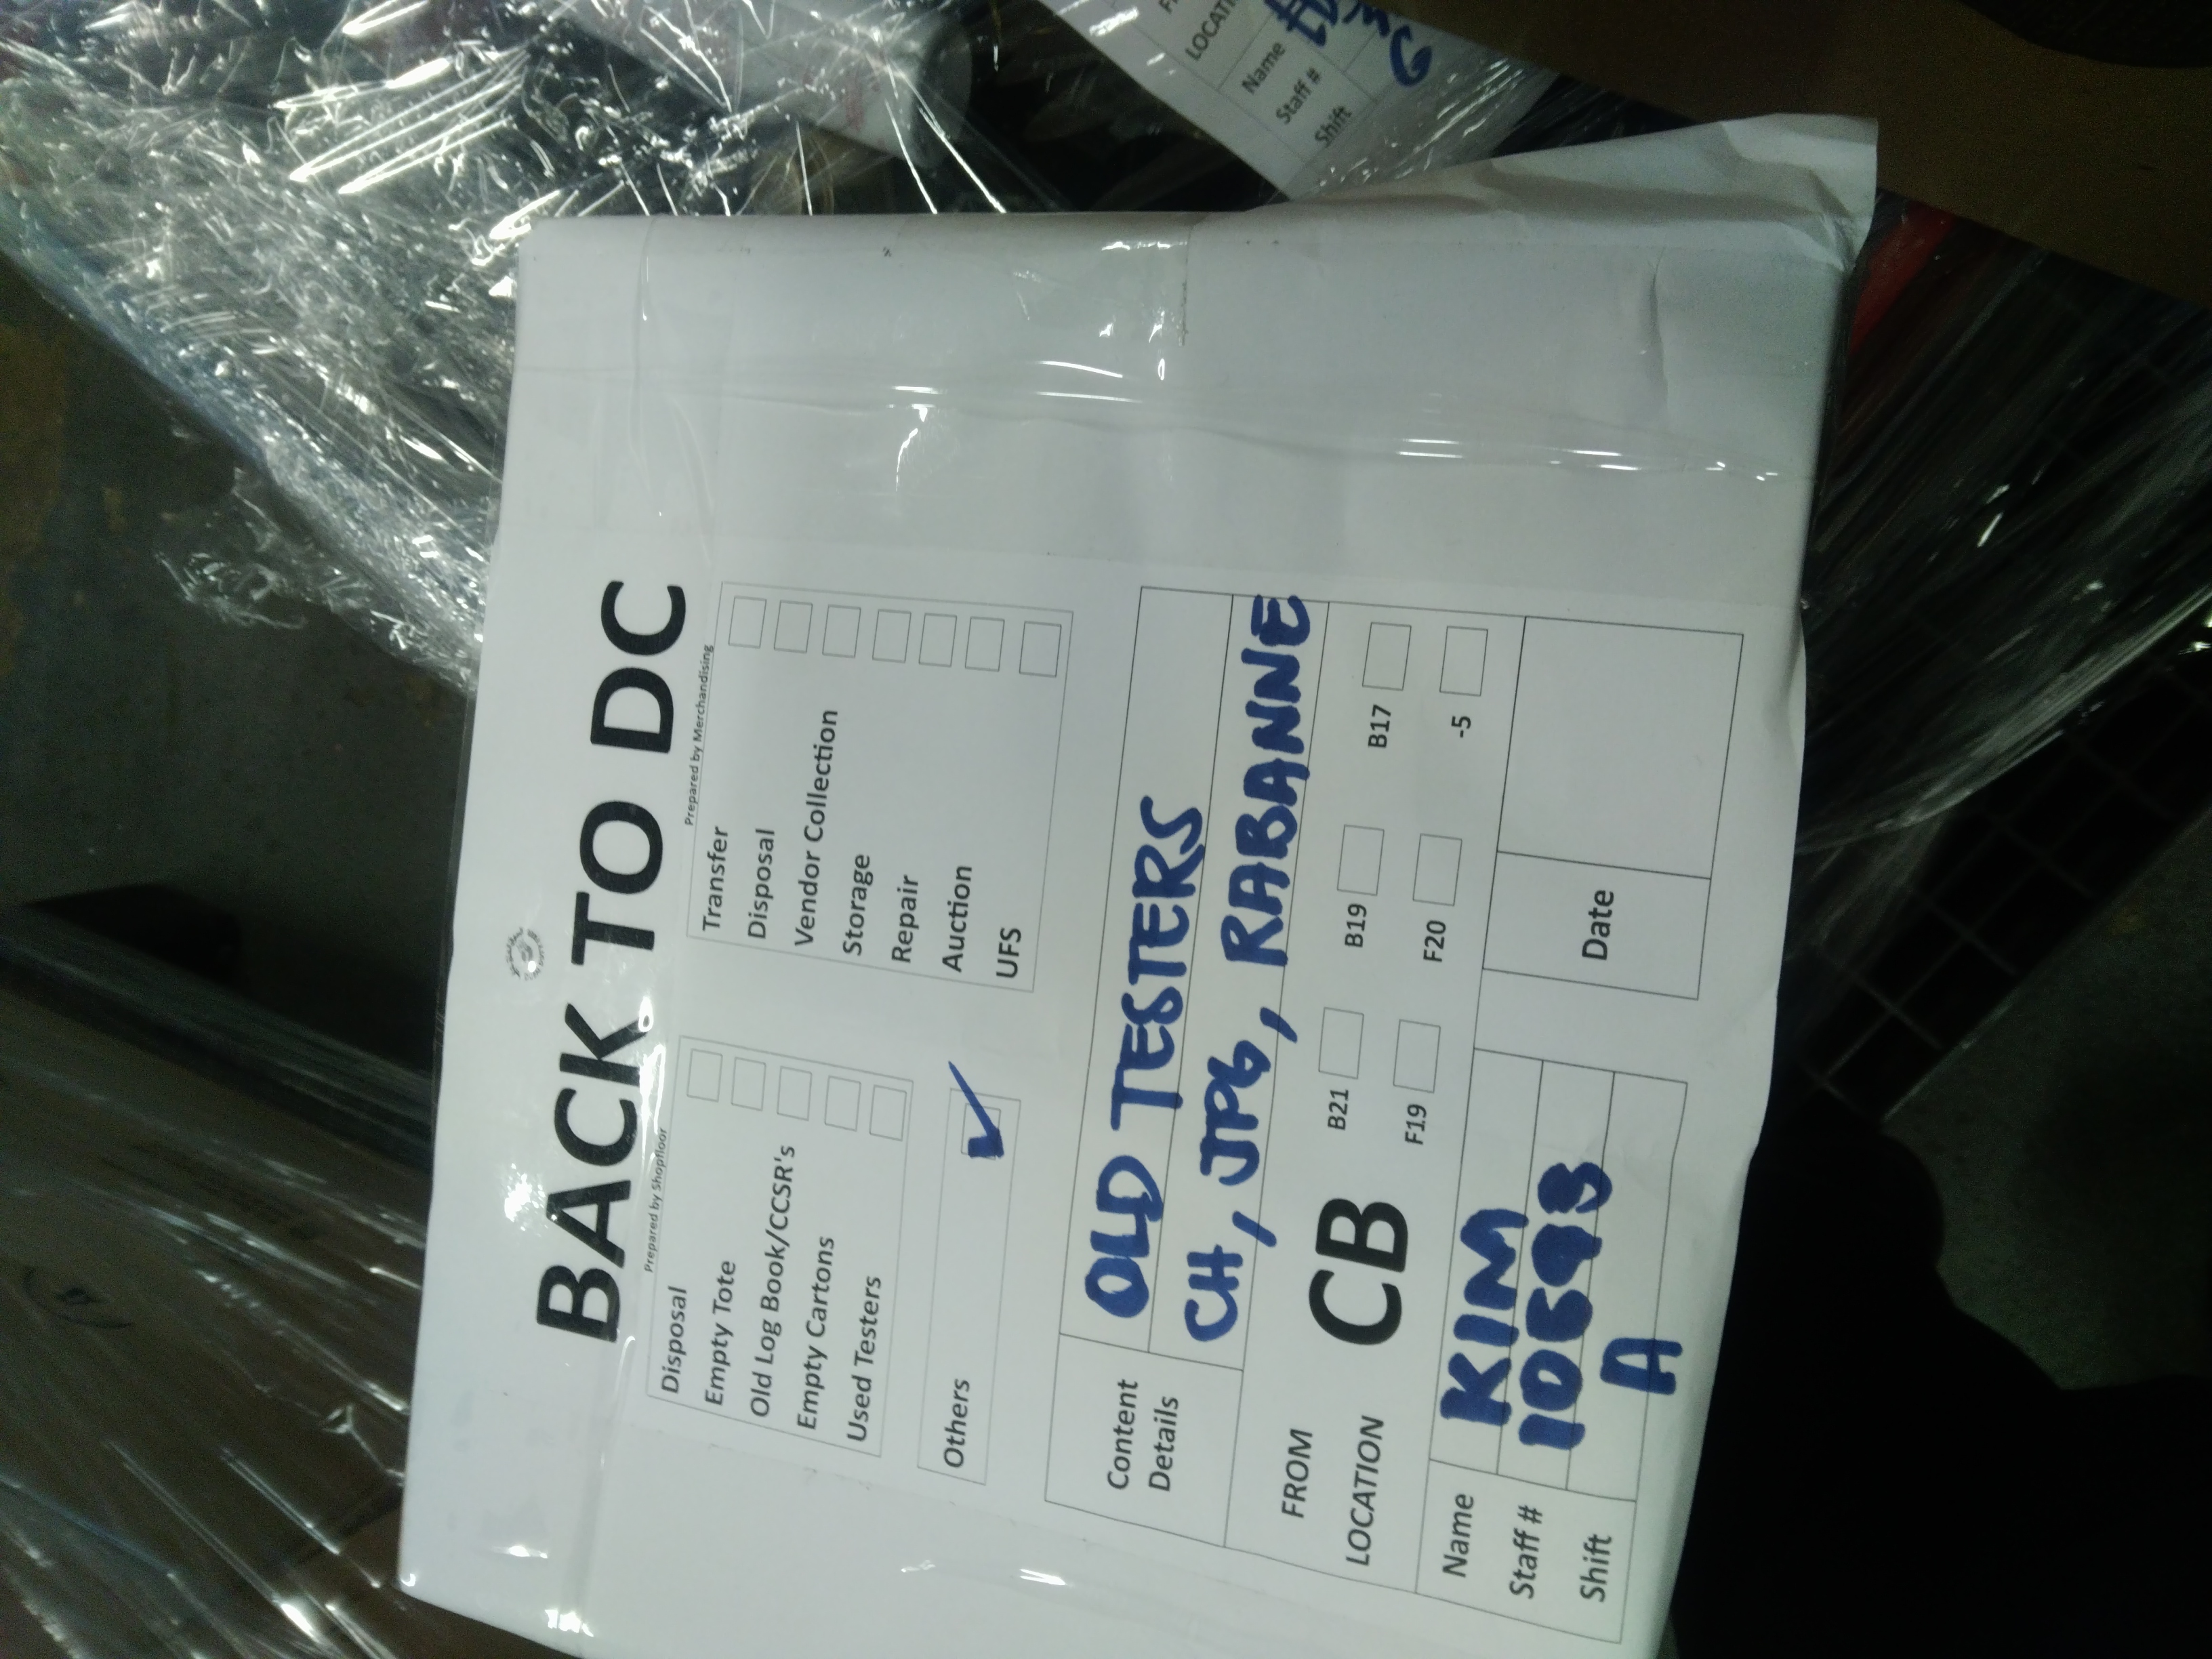 BACK TO DC
Prepared by Shopfloor
Disposal
Empty Tote
Old Log Book/CCSR's
Empty Cartons
Used Testers
Others
Prepared by Merchandising
Transfer
Disposal
Vendor Collection
Storage
Repair
Auction
UFS
Content Details
OLD TESTERS
CH, JPG, RABANNE
FROM LOCATION
CB
B21 B19 B17
F19 F20 -5
Name KIM
Staff # 10593
Shift A
Date
Name
Staff #
Shift